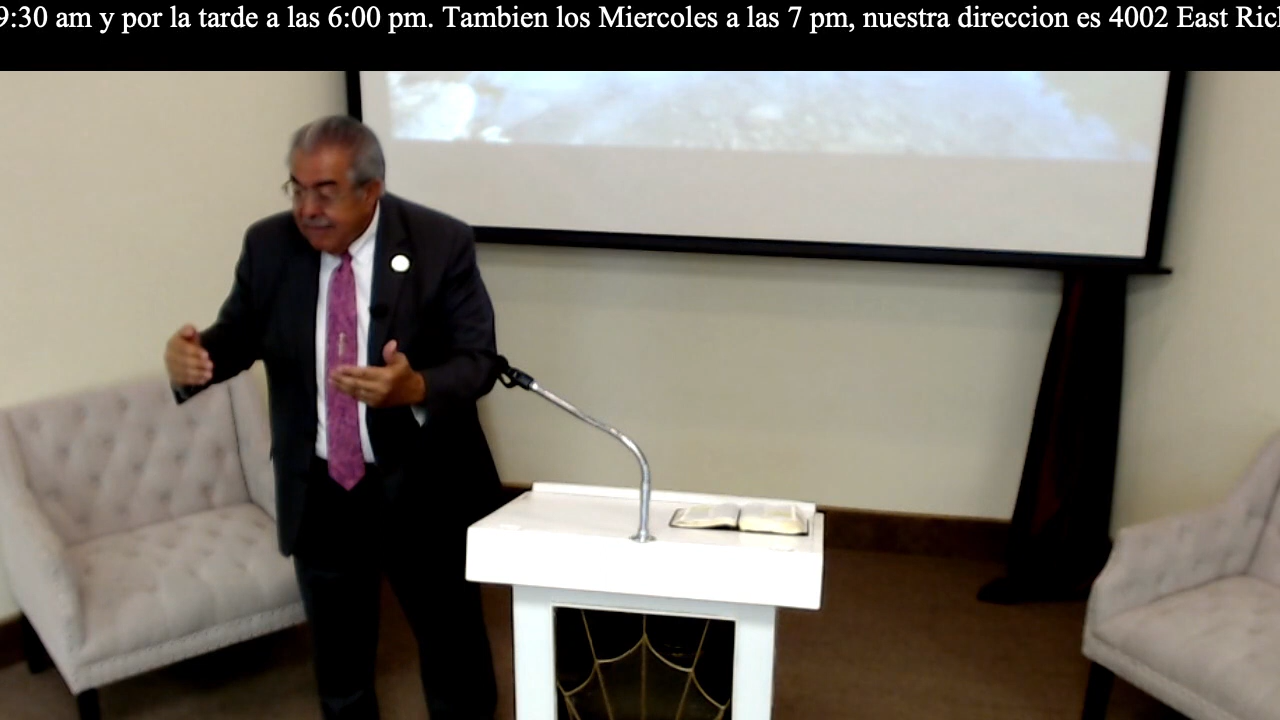 9:30 am y por la tarde a las 6:00 pm. Tambien los Miercoles a las 7 pm, nuestra direccion es 4002 East